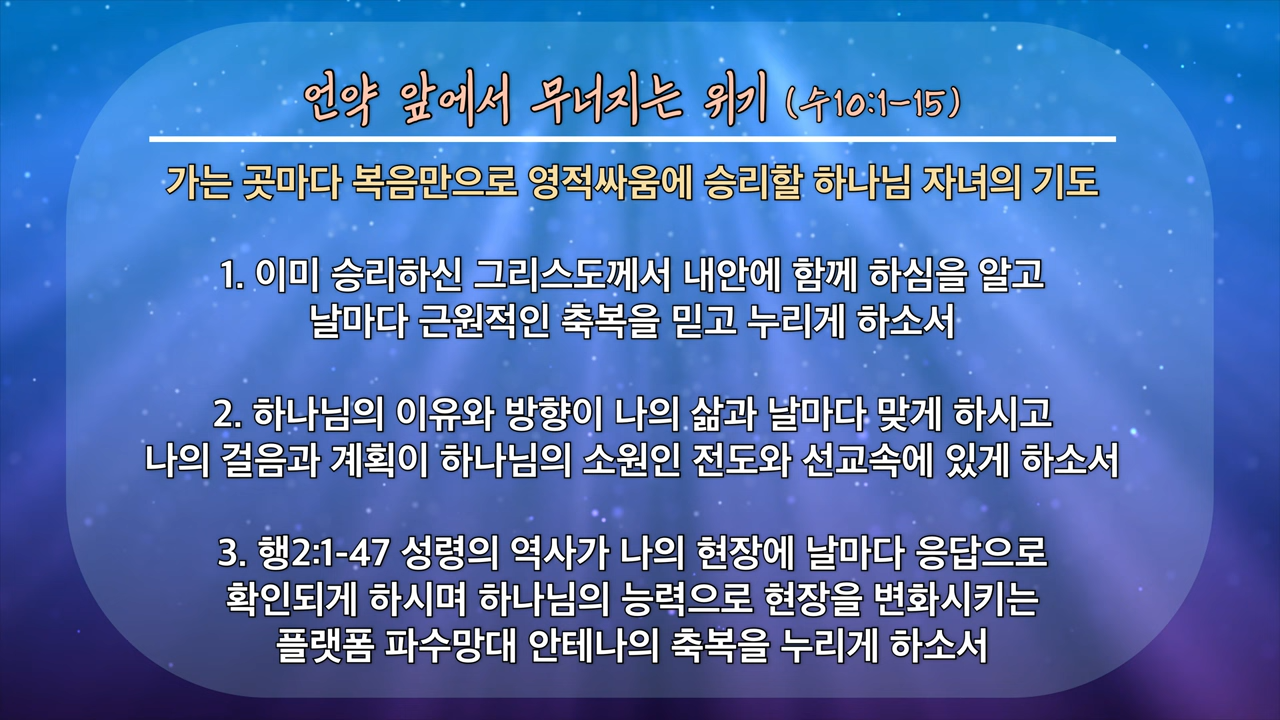 언약 앞에서 무너지는 위기 (수10:1-15)
가는 곳마다 복음만으로 영적싸움에 승리할 하나님 자녀의 기도
1. 이미 승리하신 그리스도께서 내안에 함께 하심을 알고
날마다 근원적인 축복을 믿고 누리게 하소서
2. 하나님의 이유와 방향이 나의 삶과 날마다 맞게 하시고
나의 걸음과 계획이 하나님의 소원인 전도와 선교속에 있게 하소서
3. 행2:1-47 성령의 역사가 나의 현장에 날마다 응답으로
확인되게 하시며 하나님의 능력으로 현장을 변화시키는
플랫폼 파수망대 안테나의 축복을 누리게 하소서